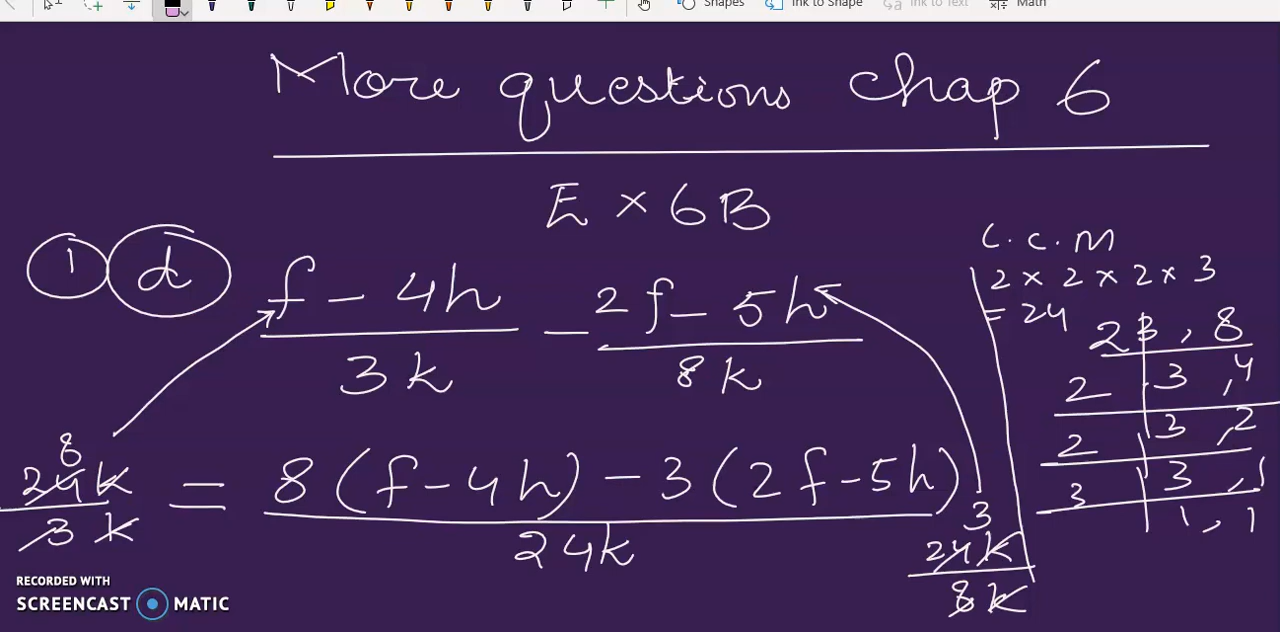 Shapes Ink to Shape Ink to Text Math
More questions chap 6
Ex 6B
1 d
f - 4h / 3k - 2f - 5h / 8k
= 8(f - 4h) - 3(2f - 5h) / 24k
8
24k
3k
3
24k
8k
L.C.M
2 × 2 × 2 × 3
= 24
2 3, 8
2 3, 4
2 3, 2
3 3, 1
1, 1
RECORDED WITH
SCREENCAST MATIC